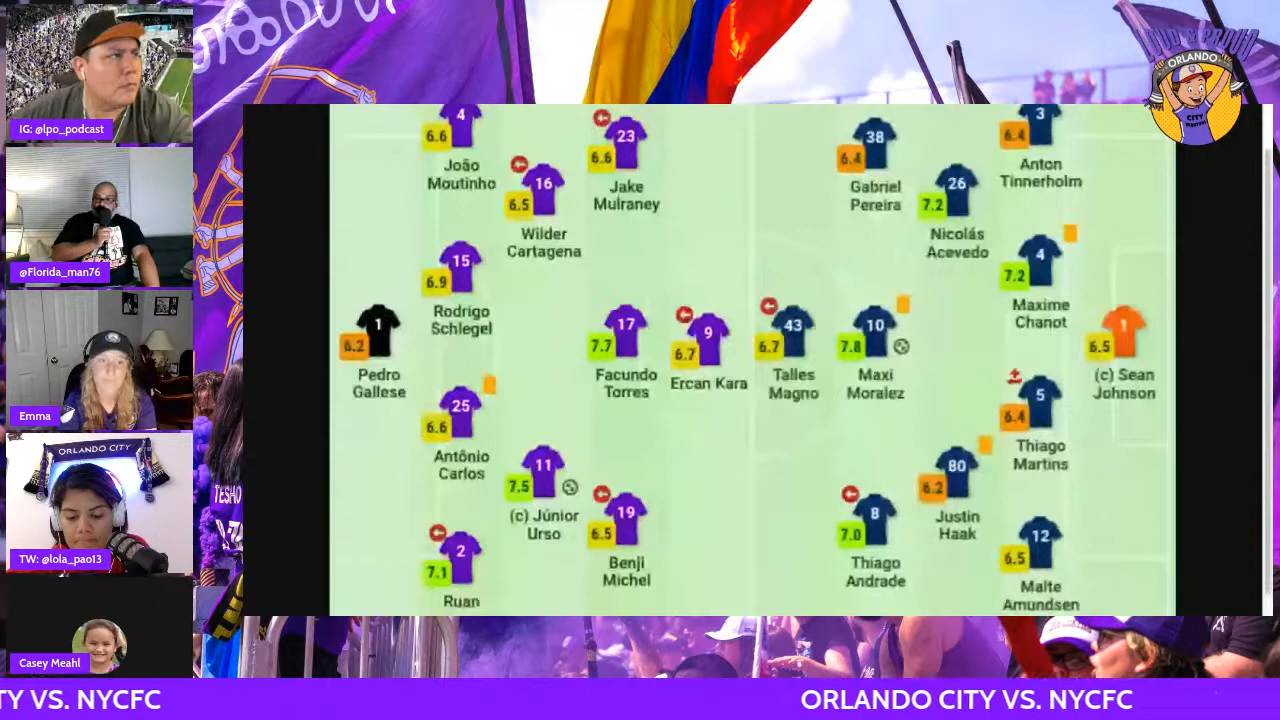 IG: @lpo_podcast
@Florida_man76
Emma
ORLANDO CITY
TW: @lola_pao13
Casey Meahl
LOUD & PROUD
ORLANDO
CITY
4
6.6
João
Moutinho
16
6.5
Wilder
Cartagena
23
6.6
Jake
Mulraney
15
6.9
Rodrigo
Schlegel
1
6.2
Pedro
Gallese
25
6.6
Antônio
Carlos
11
7.5
(c) Júnior
Urso
2
7.1
Ruan
17
7.7
Facundo
Torres
9
6.7
Ercan Kara
19
6.5
Benji
Michel
38
6.4
Gabriel
Pereira
26
7.2
Nicolás
Acevedo
3
6.4
Anton
Tinnerholm
4
7.2
Maxime
Chanot
43
6.7
Talles
Magno
10
7.8
Maxi
Moralez
1
6.5
(c) Sean
Johnson
5
6.4
Thiago
Martins
80
6.2
Justin
Haak
8
7.0
Thiago
Andrade
12
6.5
Malte
Amundsen
TY VS. NYCFC
ORLANDO CITY VS. NYCFC